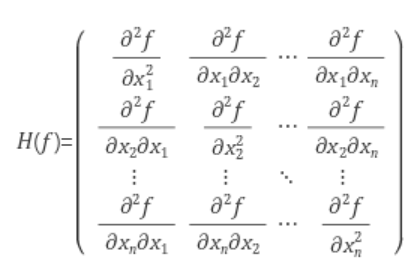 H(f)= ( ∂²f/∂x₁² ∂²f/∂x₁∂x₂ ⋯ ∂²f/∂x₁∂xₙ
∂²f/∂x₂∂x₁ ∂²f/∂x₂² ⋯ ∂²f/∂x₂∂xₙ
⋮ ⋮ ⋱ ⋮
∂²f/∂xₙ∂x₁ ∂²f/∂xₙ∂x₂ ⋯ ∂²f/∂xₙ² )